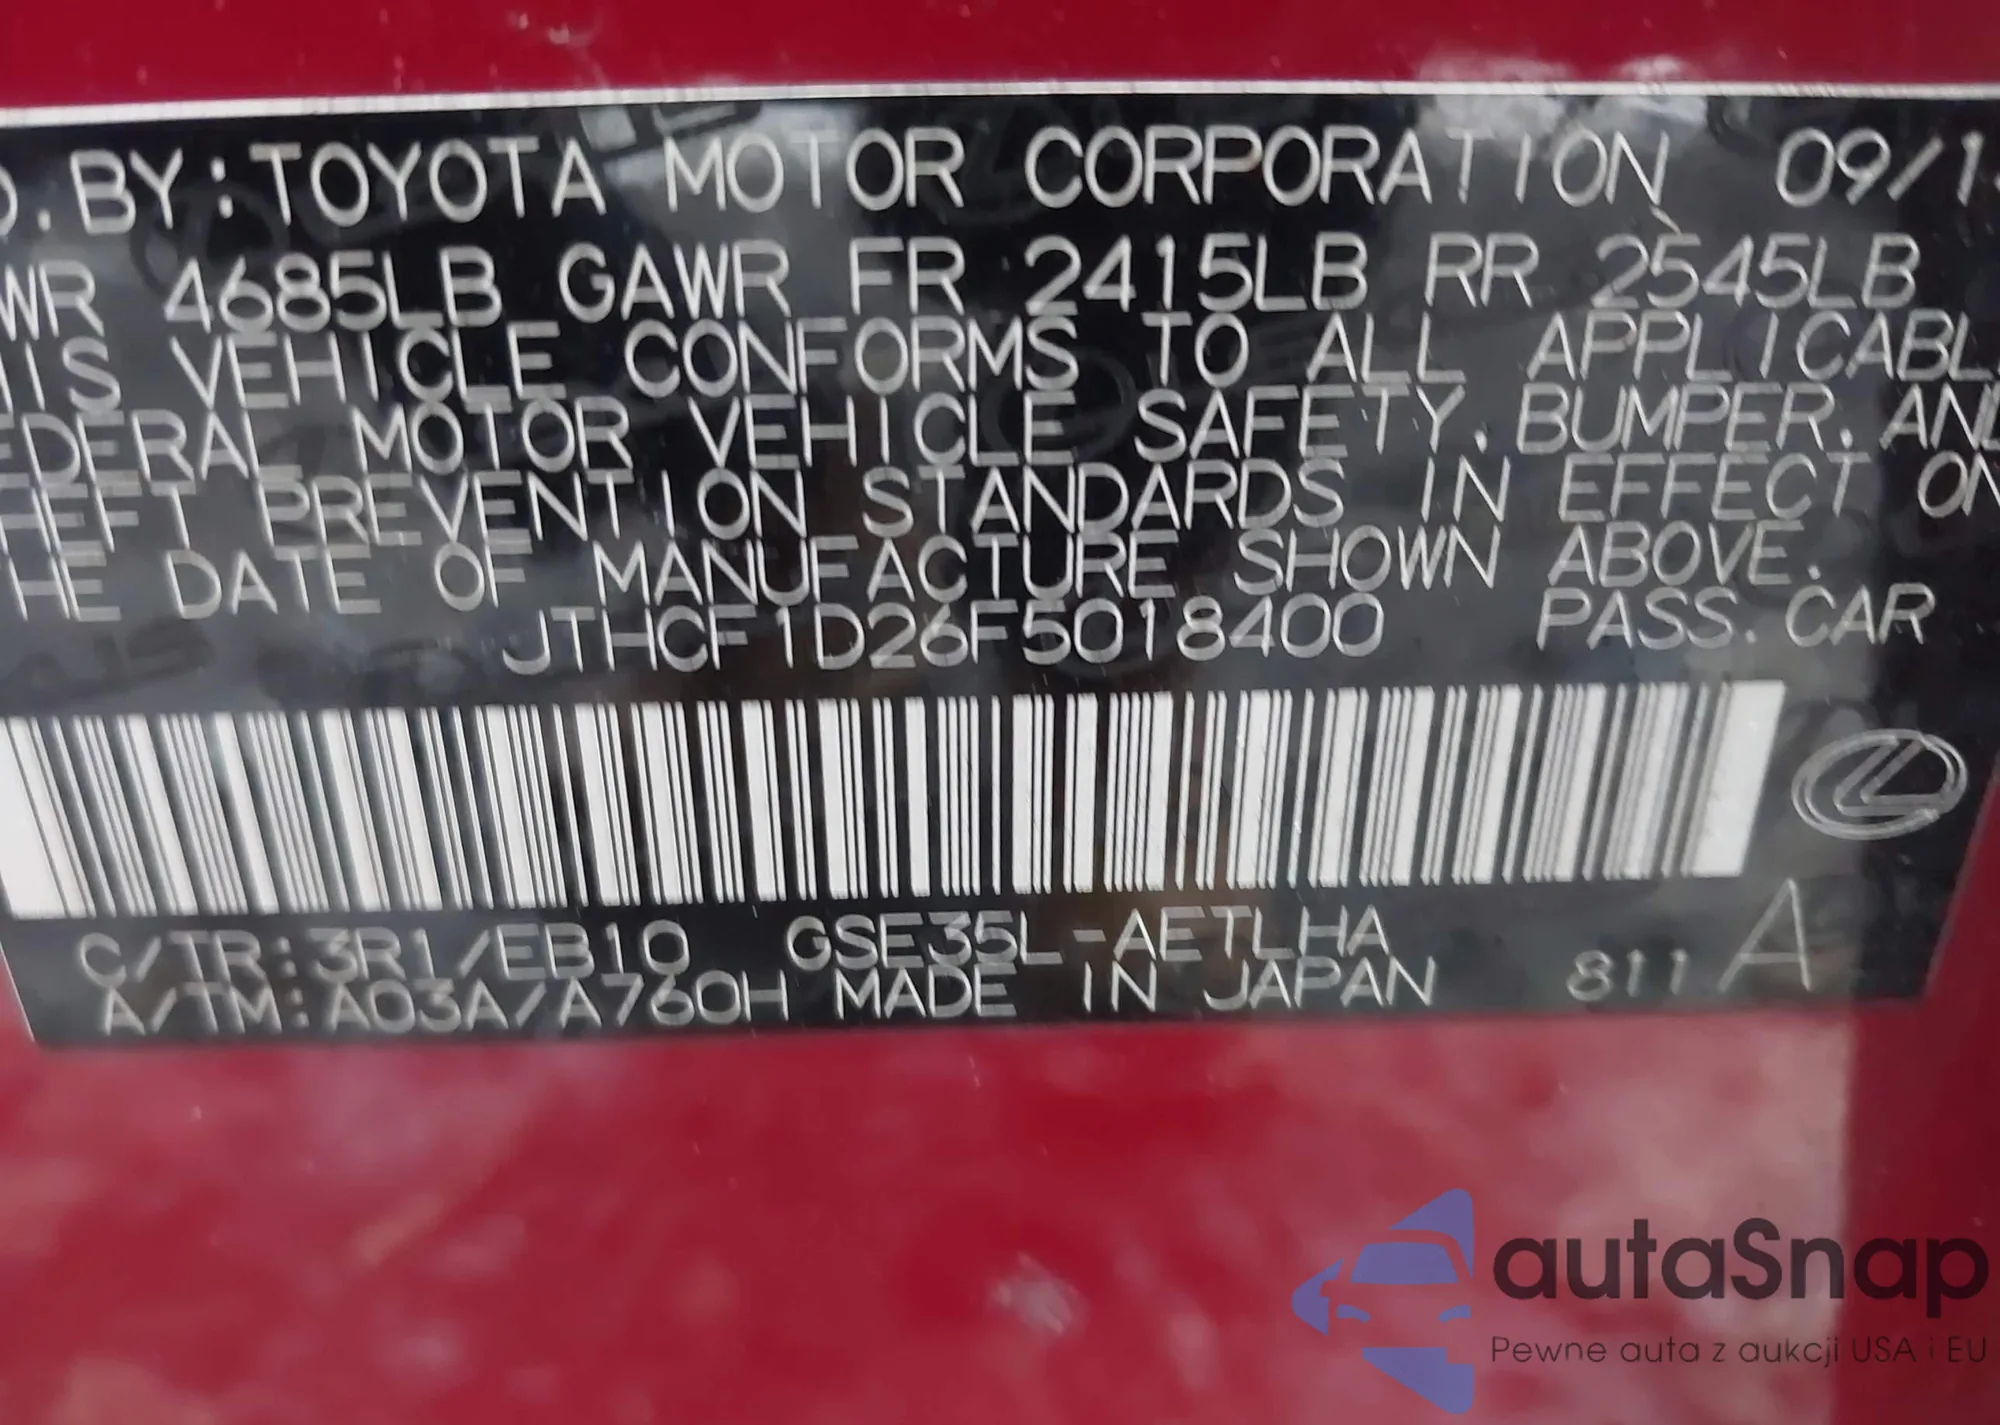 D.BY:TOYOTA MOTOR CORPORATION 09/1
WR 4685LB GAWR FR 2415LB RR 2545LB
IS VEHICLE CONFORMS TO ALL APPLICABL
EDERAL MOTOR VEHICLE SAFETY, BUMPER, AND
HEFT PREVENTION STANDARDS IN EFFECT ON
HE DATE OF MANUFACTURE SHOWN ABOVE.
JTHCF1D26F5018400 PASS. CAR
C/TR:3R1/EB10 GSE35L-AETLHA
A/TM:A03A/A760H MADE IN JAPAN 811 A
autaSnap
Pewne auta z aukcji USA i EU